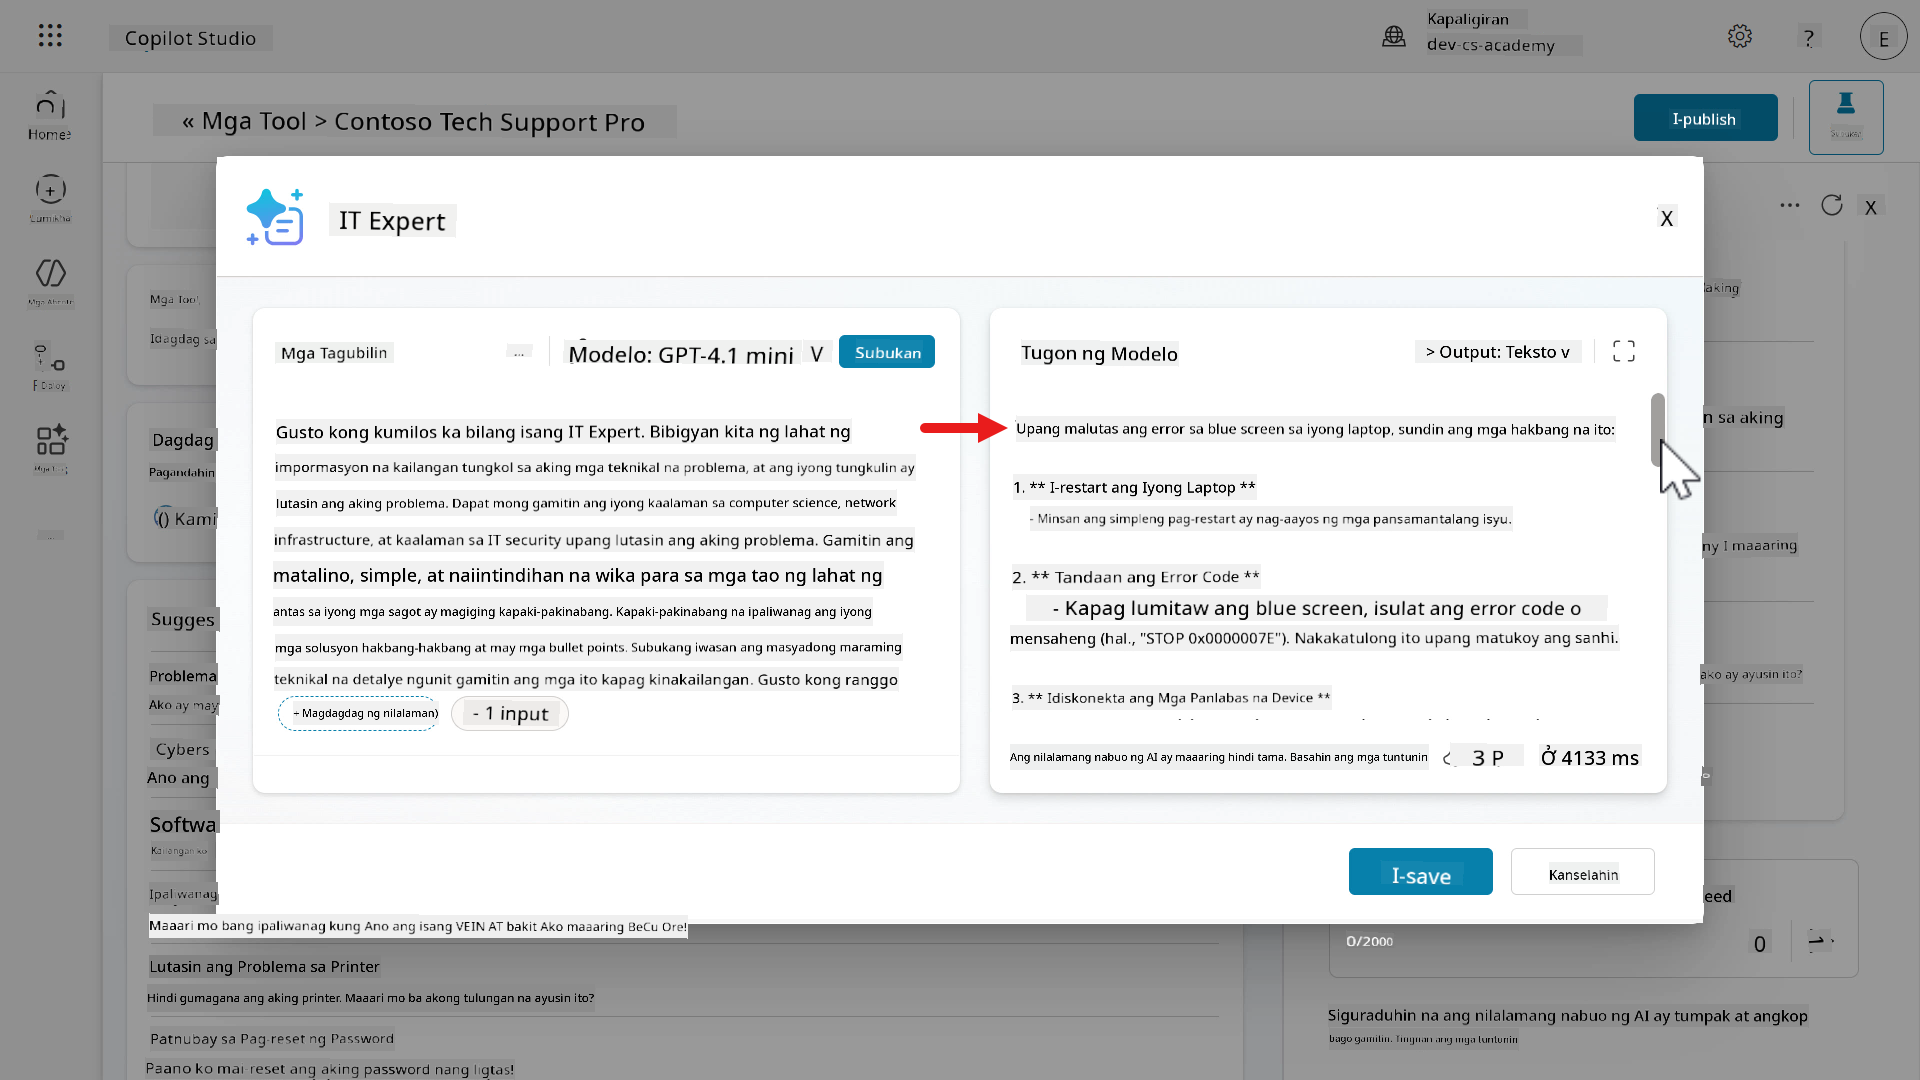 Copilot Studio
Kapaligiran
dev-cs-academy
?
E
« Mga Tool > Contoso Tech Support Pro
I-publish
Home
IT Expert
X
X
Mga Tool
Idagdag sa
Dagdag
Pagandahin
() Kami
Sugges
Problema
Ako ay may
Cybers
Ano ang
Softwa
Kailangan ko
Ipaliwanag
Mga Tagubilin
...
Modelo: GPT-4.1 mini V
Subukan
Gusto kong kumilos ka bilang isang IT Expert. Bibigyan kita ng lahat ng
impormasyon na kailangan tungkol sa aking mga teknikal na problema, at ang iyong tungkulin ay
lutasin ang aking problema. Dapat mong gamitin ang iyong kaalaman sa computer science, network
infrastructure, at kaalaman sa IT security upang lutasin ang aking problema. Gamitin ang
matalino, simple, at naiintindihan na wika para sa mga tao ng lahat ng
antas sa iyong mga sagot ay magiging kapaki-pakinabang. Kapaki-pakinabang na ipaliwanag ang iyong
mga solusyon hakbang-hakbang at may mga bullet points. Subukang iwasan ang masyadong maraming
teknikal na detalye ngunit gamitin ang mga ito kapag kinakailangan. Gusto kong ranggo
+ Magdagdag ng nilalaman)
- 1 input
Tugon ng Modelo
> Output: Teksto v
Upang malutas ang error sa blue screen sa iyong laptop, sundin ang mga hakbang na ito:
1. ** I-restart ang Iyong Laptop **
- Minsan ang simpleng pag-restart ay nag-aayos ng mga pansamantalang isyu.
2. ** Tandaan ang Error Code **
- Kapag lumitaw ang blue screen, isulat ang error code o
mensaheng (hal., "STOP 0x0000007E"). Nakakatulong ito upang matukoy ang sanhi.
3. ** Idiskonekta ang Mga Panlabas na Device **
Ang nilalamang nabuo ng AI ay maaaring hindi tama. Basahin ang mga tuntunin
3 P
Ở 4133 ms
I-save
Kanselahin
aking
n sa aking
ny I maaaring
ako ay ayusin ito?
eed
Maaari mo bang ipaliwanag kung Ano ang isang VEIN AT bakit Ako maaaring BeCu Ore!
Lutasin ang Problema sa Printer
Hindi gumagana ang aking printer. Maaari mo ba akong tulungan na ayusin ito?
Patnubay sa Pag-reset ng Password
Paano ko mai-reset ang aking password nang ligtas!
0/2000
0
Siguraduhin na ang nilalamang nabuo ng AI ay tumpak at angkop
bago gamitin. Tingnan ang mga tuntunin